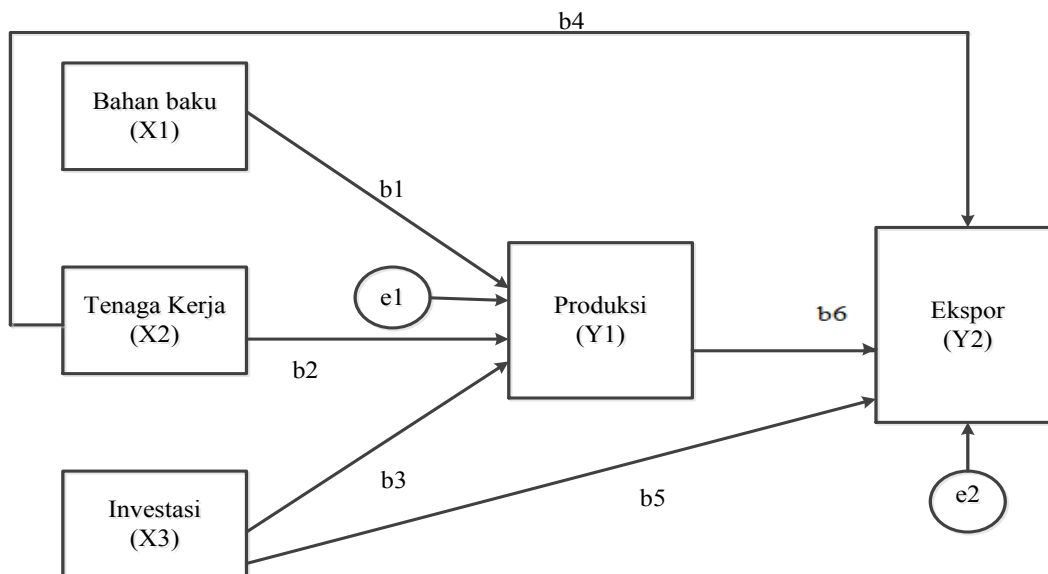 b4
Bahan baku
(X1)
b1
Tenaga Kerja
(X2)
e1
b2
Produksi
(Y1)
b6
Ekspor
(Y2)
b3
b5
Investasi
(X3)
e2